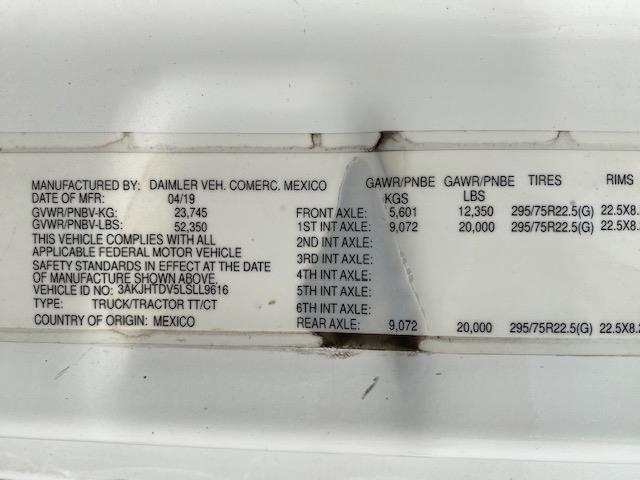 MANUFACTURED BY: DAIMLER VEH. COMERC. MEXICO
DATE OF MFR: 04/19
GVWR/PNBV-KG: 23,745
GVWR/PNBV-LBS: 52,350
THIS VEHICLE COMPLIES WITH ALL
APPLICABLE FEDERAL MOTOR VEHICLE
SAFETY STANDARDS IN EFFECT AT THE DATE
OF MANUFACTURE SHOWN ABOVE
VEHICLE ID NO: 3AKJHTDV5LSLL9616
TYPE: TRUCK/TRACTOR TT/CT
COUNTRY OF ORIGIN: MEXICO
GAWR/PNBE GAWR/PNBE TIRES RIMS
KGS LBS
FRONT AXLE: 5,601 12,350 295/75R22.5(G) 22.5X8.
1ST INT AXLE: 9,072 20,000 295/75R22.5(G) 22.5X8.
2ND INT AXLE:
3RD INT AXLE:
4TH INT AXLE:
5TH INT AXLE:
6TH INT AXLE:
REAR AXLE: 9,072 20,000 295/75R22.5(G) 22.5X8.